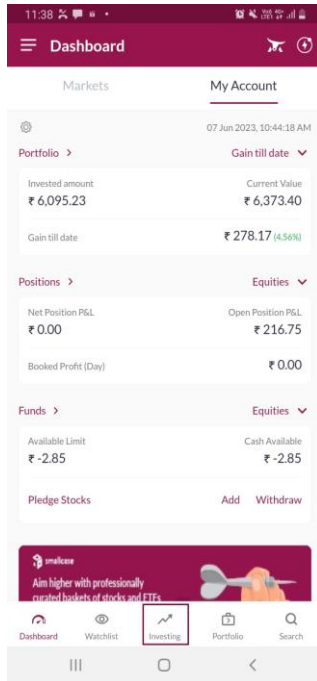 11:38
Dashboard
Markets My Account
07 Jun 2023, 10:44:18 AM
Portfolio > Gain till date
Invested amount Current Value
₹ 6,095.23 ₹ 6,373.40
Gain till date ₹ 278.17 (4.56%)
Positions > Equities
Net Position P&L Open Position P&L
₹ 0.00 ₹ 216.75
Booked Profit (Day) ₹ 0.00
Funds > Equities
Available Limit Cash Available
₹ -2.85 ₹ -2.85
Pledge Stocks Add Withdraw
smallcase
Aim higher with professionally
curated baskets of stocks and ETFs
Dashboard Watchlist Investing Portfolio Search